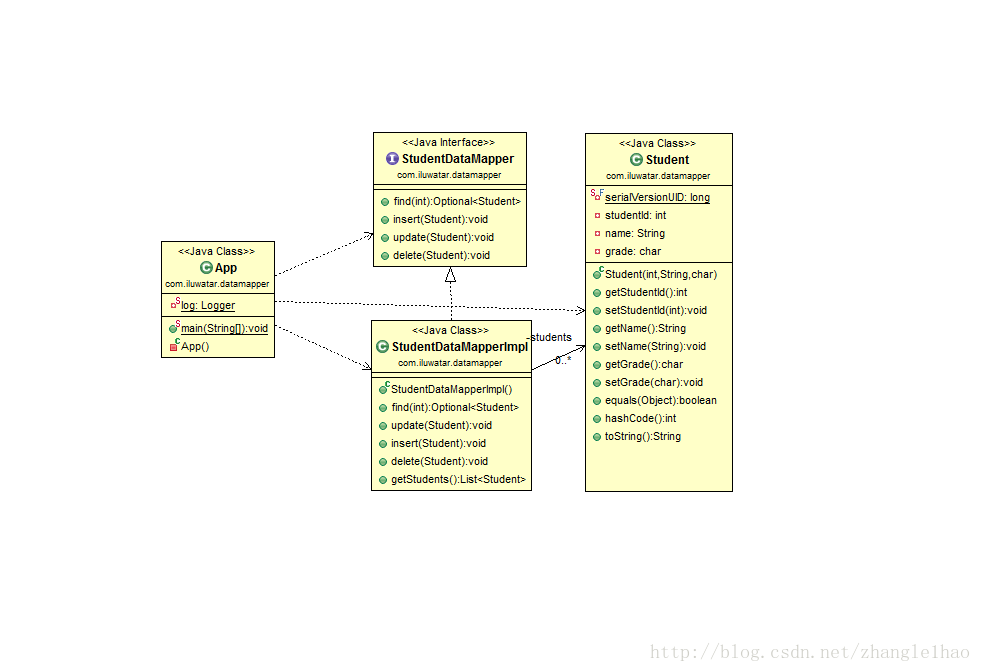 <<Java Interface>>
StudentDataMapper
com.iluwatar.datamapper
find(int):Optional<Student>
insert(Student):void
update(Student):void
delete(Student):void
<<Java Class>>
Student
com.iluwatar.datamapper
serialVersionUID: long
studentId: int
name: String
grade: char
Student(int,String,char)
getStudentId():int
setStudentId(int):void
getName():String
setName(String):void
getGrade():char
setGrade(char):void
equals(Object):boolean
hashCode():int
toString():String
<<Java Class>>
App
com.iluwatar.datamapper
log: Logger
main(String[]):void
App()
<<Java Class>>
StudentDataMapperImpl
com.iluwatar.datamapper
StudentDataMapperImpl()
find(int):Optional<Student>
update(Student):void
insert(Student):void
delete(Student):void
getStudents():List<Student>
-students
0..*
http://blog.csdn.net/zhanglelhao